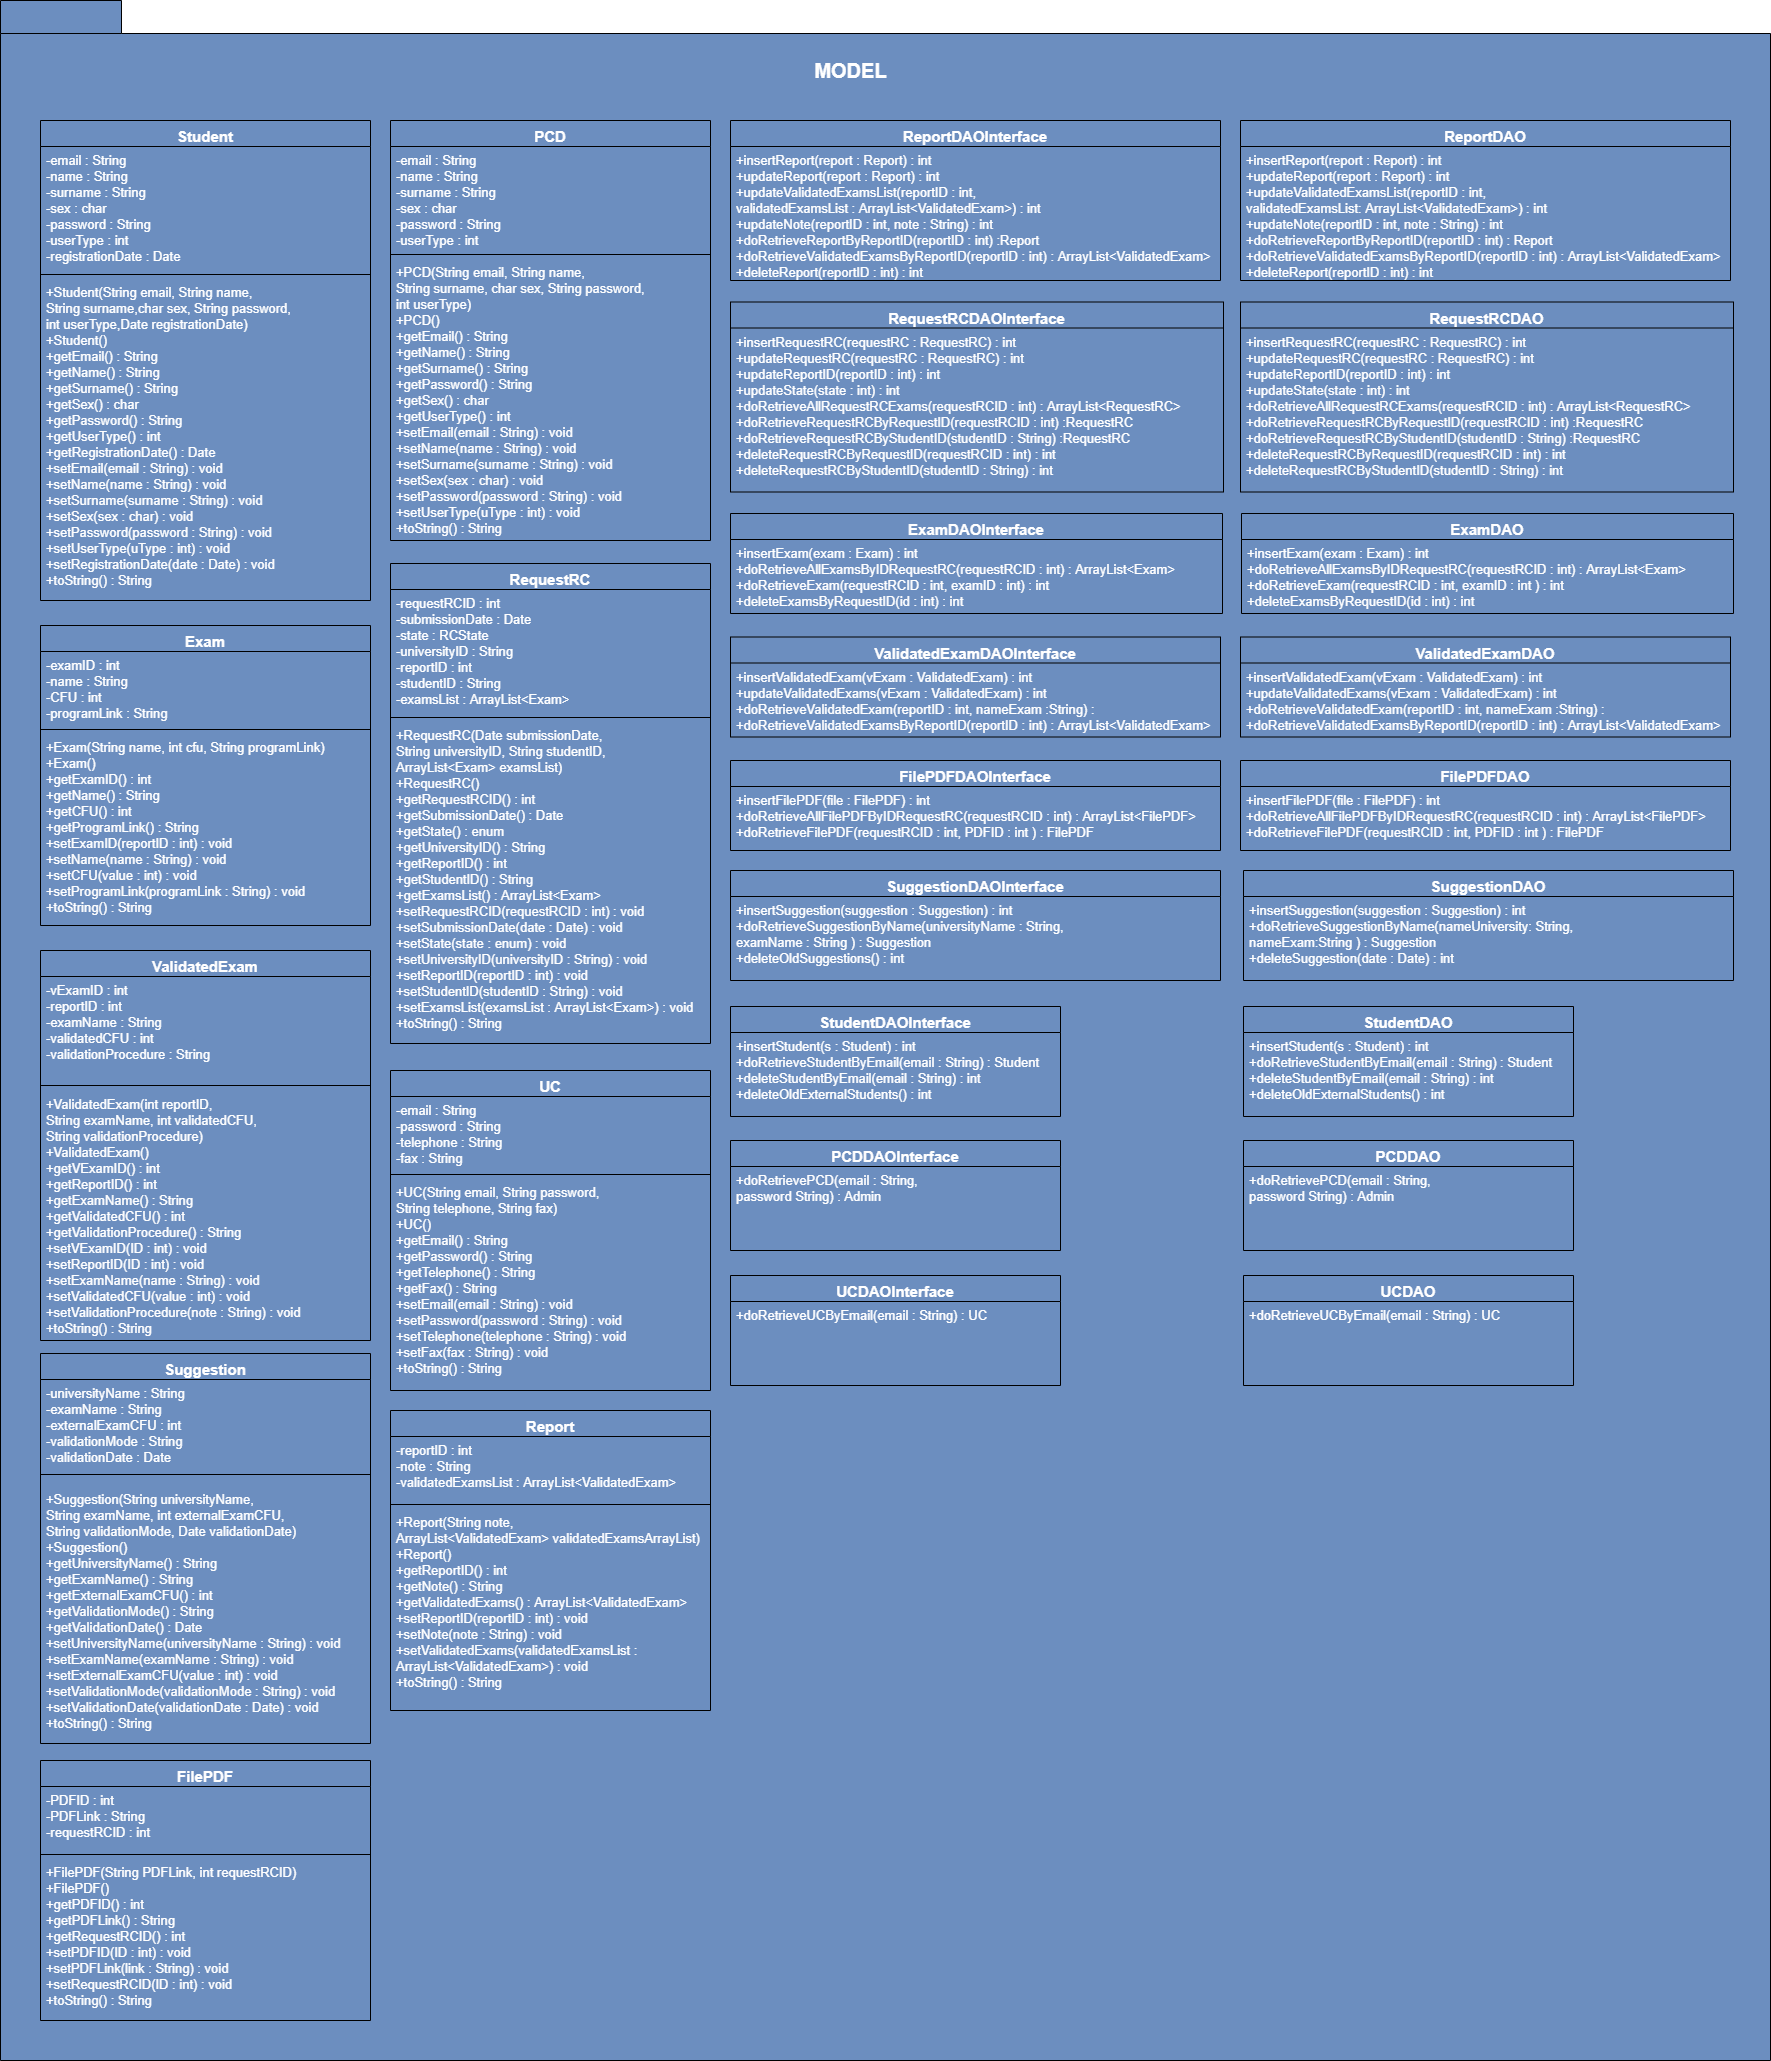 MODEL
Student
-email : String
-name : String
-surname : String
-sex : char
-password : String
-userType : int
-registrationDate : Date
+Student(String email, String name,
String surname,char sex, String password,
int userType,Date registrationDate)
+Student()
+getEmail() : String
+getName() : String
+getSurname() : String
+getSex() : char
+getPassword() : String
+getUserType() : int
+getRegistrationDate() : Date
+setEmail(email : String) : void
+setName(name : String) : void
+setSurname(surname : String) : void
+setSex(sex : char) : void
+setPassword(password : String) : void
+setUserType(uType : int) : void
+setRegistrationDate(date : Date) : void
+toString() : String
Exam
-examID : int
-name : String
-CFU : int
-programLink : String
+Exam(String name, int cfu, String programLink)
+Exam()
+getExamID() : int
+getName() : String
+getCFU() : int
+getProgramLink() : String
+setExamID(reportID : int) : void
+setName(name : String) : void
+setCFU(value : int) : void
+setProgramLink(programLink : String) : void
+toString() : String
ValidatedExam
-vExamID : int
-reportID : int
-examName : String
-validatedCFU : int
-validationProcedure : String
+ValidatedExam(int reportID,
String examName, int validatedCFU,
String validationProcedure)
+ValidatedExam()
+getVExamID() : int
+getReportID() : int
+getExamName() : String
+getValidatedCFU() : int
+getValidationProcedure() : String
+setVExamID(ID : int) : void
+setReportID(ID : int) : void
+setExamName(name : String) : void
+setValidatedCFU(value : int) : void
+setValidationProcedure(note : String) : void
+toString() : String
Suggestion
-universityName : String
-examName : String
-externalExamCFU : int
-validationMode : String
-validationDate : Date
+Suggestion(String universityName,
String examName, int externalExamCFU,
String validationMode, Date validationDate)
+Suggestion()
+getUniversityName() : String
+getExamName() : String
+getExternalExamCFU() : int
+getValidationMode() : String
+getValidationDate() : Date
+setUniversityName(universityName : String) : void
+setExamName(examName : String) : void
+setExternalExamCFU(value : int) : void
+setValidationMode(validationMode : String) : void
+setValidationDate(validationDate : Date) : void
+toString() : String
FilePDF
-PDFID : int
-PDFLink : String
-requestRCID : int
+FilePDF(String PDFLink, int requestRCID)
+FilePDF()
+getPDFID() : int
+getPDFLink() : String
+getRequestRCID() : int
+setPDFID(ID : int) : void
+setPDFLink(link : String) : void
+setRequestRCID(ID : int) : void
+toString() : String
PCD
-email : String
-name : String
-surname : String
-sex : char
-password : String
-userType : int
+PCD(String email, String name,
String surname, char sex, String password,
int userType)
+PCD()
+getEmail() : String
+getName() : String
+getSurname() : String
+getPassword() : String
+getSex() : char
+getUserType() : int
+setEmail(email : String) : void
+setName(name : String) : void
+setSurname(surname : String) : void
+setSex(sex : char) : void
+setPassword(password : String) : void
+setUserType(uType : int) : void
+toString() : String
RequestRC
-requestRCID : int
-submissionDate : Date
-state : RCState
-universityID : String
-reportID : int
-studentID : String
-examsList : ArrayList<Exam>
+RequestRC(Date submissionDate,
String universityID, String studentID,
ArrayList<Exam> examsList)
+RequestRC()
+getRequestRCID() : int
+getSubmissionDate() : Date
+getState() : enum
+getUniversityID() : String
+getReportID() : int
+getStudentID() : String
+getExamsList() : ArrayList<Exam>
+setRequestRCID(requestRCID : int) : void
+setSubmissionDate(date : Date) : void
+setState(state : enum) : void
+setUniversityID(universityID : String) : void
+setReportID(reportID : int) : void
+setStudentID(studentID : String) : void
+setExamsList(examsList : ArrayList<Exam>) : void
+toString() : String
UC
-email : String
-password : String
-telephone : String
-fax : String
+UC(String email, String password,
String telephone, String fax)
+UC()
+getEmail() : String
+getPassword() : String
+getTelephone() : String
+getFax() : String
+setEmail(email : String) : void
+setPassword(password : String) : void
+setTelephone(telephone : String) : void
+setFax(fax : String) : void
+toString() : String
Report
-reportID : int
-note : String
-validatedExamsList : ArrayList<ValidatedExam>
+Report(String note,
ArrayList<ValidatedExam> validatedExamsArrayList)
+Report()
+getReportID() : int
+getNote() : String
+getValidatedExams() : ArrayList<ValidatedExam>
+setReportID(reportID : int) : void
+setNote(note : String) : void
+setValidatedExams(validatedExamsList :
ArrayList<ValidatedExam>) : void
+toString() : String
ReportDAOInterface
+insertReport(report : Report) : int
+updateReport(report : Report) : int
+updateValidatedExamsList(reportID : int,
validatedExamsList : ArrayList<ValidatedExam>) : int
+updateNote(reportID : int, note : String) : int
+doRetrieveReportByReportID(reportID : int) :Report
+doRetrieveValidatedExamsByReportID(reportID : int) : ArrayList<ValidatedExam>
+deleteReport(reportID : int) : int
RequestRCDAOInterface
+insertRequestRC(requestRC : RequestRC) : int
+updateRequestRC(requestRC : RequestRC) : int
+updateReportID(reportID : int) : int
+updateState(state : int) : int
+doRetrieveAllRequestRCExams(requestRCID : int) : ArrayList<RequestRC>
+doRetrieveRequestRCByRequestID(requestRCID : int) :RequestRC
+doRetrieveRequestRCByStudentID(studentID : String) :RequestRC
+deleteRequestRCByRequestID(requestRCID : int) : int
+deleteRequestRCByStudentID(studentID : String) : int
ExamDAOInterface
+insertExam(exam : Exam) : int
+doRetrieveAllExamsByIDRequestRC(requestRCID : int) : ArrayList<Exam>
+doRetrieveExam(requestRCID : int, examID : int) : int
+deleteExamsByRequestID(id : int) : int
ValidatedExamDAOInterface
+insertValidatedExam(vExam : ValidatedExam) : int
+updateValidatedExams(vExam : ValidatedExam) : int
+doRetrieveValidatedExam(reportID : int, nameExam :String) :
+doRetrieveValidatedExamsByReportID(reportID : int) : ArrayList<ValidatedExam>
FilePDFDAOInterface
+insertFilePDF(file : FilePDF) : int
+doRetrieveAllFilePDFByIDRequestRC(requestRCID : int) : ArrayList<FilePDF>
+doRetrieveFilePDF(requestRCID : int, PDFID : int ) : FilePDF
SuggestionDAOInterface
+insertSuggestion(suggestion : Suggestion) : int
+doRetrieveSuggestionByName(universityName : String,
examName : String ) : Suggestion
+deleteOldSuggestions() : int
StudentDAOInterface
+insertStudent(s : Student) : int
+doRetrieveStudentByEmail(email : String) : Student
+deleteStudentByEmail(email : String) : int
+deleteOldExternalStudents() : int
PCDDAOInterface
+doRetrievePCD(email : String,
password String) : Admin
UCDAOInterface
+doRetrieveUCByEmail(email : String) : UC
ReportDAO
+insertReport(report : Report) : int
+updateReport(report : Report) : int
+updateValidatedExamsList(reportID : int,
validatedExamsList: ArrayList<ValidatedExam>) : int
+updateNote(reportID : int, note : String) : int
+doRetrieveReportByReportID(reportID : int) : Report
+doRetrieveValidatedExamsByReportID(reportID : int) : ArrayList<ValidatedExam>
+deleteReport(reportID : int) : int
RequestRCDAO
+insertRequestRC(requestRC : RequestRC) : int
+updateRequestRC(requestRC : RequestRC) : int
+updateReportID(reportID : int) : int
+updateState(state : int) : int
+doRetrieveAllRequestRCExams(requestRCID : int) : ArrayList<RequestRC>
+doRetrieveRequestRCByRequestID(requestRCID : int) :RequestRC
+doRetrieveRequestRCByStudentID(studentID : String) :RequestRC
+deleteRequestRCByRequestID(requestRCID : int) : int
+deleteRequestRCByStudentID(studentID : String) : int
ExamDAO
+insertExam(exam : Exam) : int
+doRetrieveAllExamsByIDRequestRC(requestRCID : int) : ArrayList<Exam>
+doRetrieveExam(requestRCID : int, examID : int ) : int
+deleteExamsByRequestID(id : int) : int
ValidatedExamDAO
+insertValidatedExam(vExam : ValidatedExam) : int
+updateValidatedExams(vExam : ValidatedExam) : int
+doRetrieveValidatedExam(reportID : int, nameExam :String) :
+doRetrieveValidatedExamsByReportID(reportID : int) : ArrayList<ValidatedExam>
FilePDFDAO
+insertFilePDF(file : FilePDF) : int
+doRetrieveAllFilePDFByIDRequestRC(requestRCID : int) : ArrayList<FilePDF>
+doRetrieveFilePDF(requestRCID : int, PDFID : int ) : FilePDF
SuggestionDAO
+insertSuggestion(suggestion : Suggestion) : int
+doRetrieveSuggestionByName(nameUniversity: String,
nameExam:String ) : Suggestion
+deleteSuggestion(date : Date) : int
StudentDAO
+insertStudent(s : Student) : int
+doRetrieveStudentByEmail(email : String) : Student
+deleteStudentByEmail(email : String) : int
+deleteOldExternalStudents() : int
PCDDAO
+doRetrievePCD(email : String,
password String) : Admin
UCDAO
+doRetrieveUCByEmail(email : String) : UC